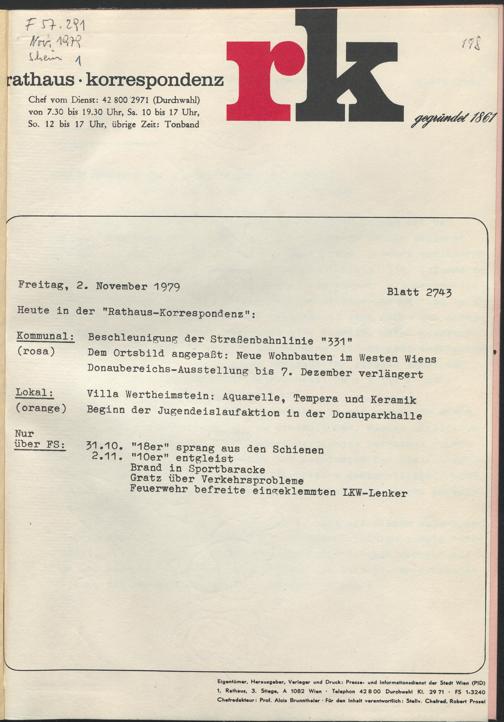 F 57.291
Nov. 1979
1
198
rk
rathaus · korrespondenz
gegründet 1861
Chef vom Dienst: 42 800 2971 (Durchwahl)
von 7.30 bis 19.30 Uhr, Sa. 10 bis 17 Uhr,
So. 12 bis 17 Uhr, übrige Zeit: Tonband
Freitag, 2. November 1979
Blatt 2743
Heute in der "Rathaus-Korrespondenz":
Kommunal: Beschleunigung der Straßenbahnlinie "331"
(rosa) Dem Ortsbild angepaßt: Neue Wohnbauten im Westen Wiens
Donaubereichs-Ausstellung bis 7. Dezember verlängert
Lokal: Villa Wertheimstein: Aquarelle, Tempera und Keramik
(orange) Beginn der Jugendeislaufaktion in der Donauparkhalle
Nur
über FS: 31.10. "18er" sprang aus den Schienen
2.11. "10er" entgleist
Brand in Sportbaracke
Gratz über Verkehrsprobleme
Feuerwehr befreite eingeklemmten LKW-Lenker
Eigentümer, Herausgeber, Verleger und Druck: Presse- und Informationsdienst der Stadt Wien (PID)
1, Rathaus, 3. Stiege, A 1082 Wien · Telephon 42 8 00 Durchwahl Kl. 29 71 · FS 1-3240
Chefredakteur: Prof. Alois Brunnthaler · Für den Inhalt verantwortlich: Stellv. Chefred. Robert Prosel